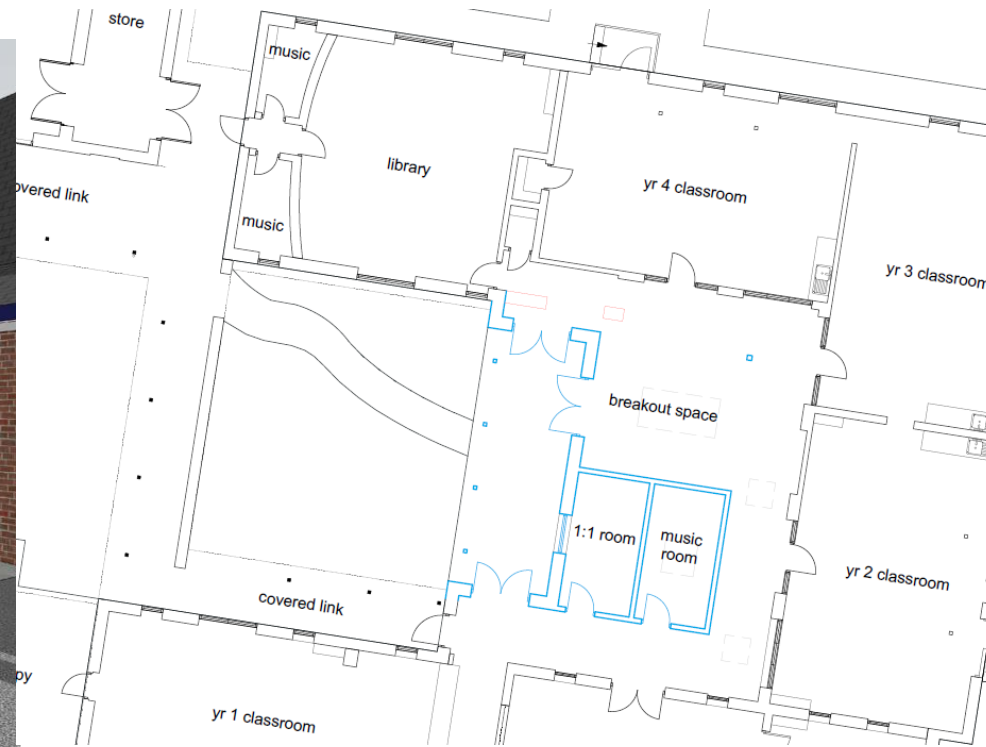 store
music
library
yr 4 classroom
covered link
music
yr 3 classroom
breakout space
1:1 room
music
room
yr 2 classroom
covered link
yr 1 classroom